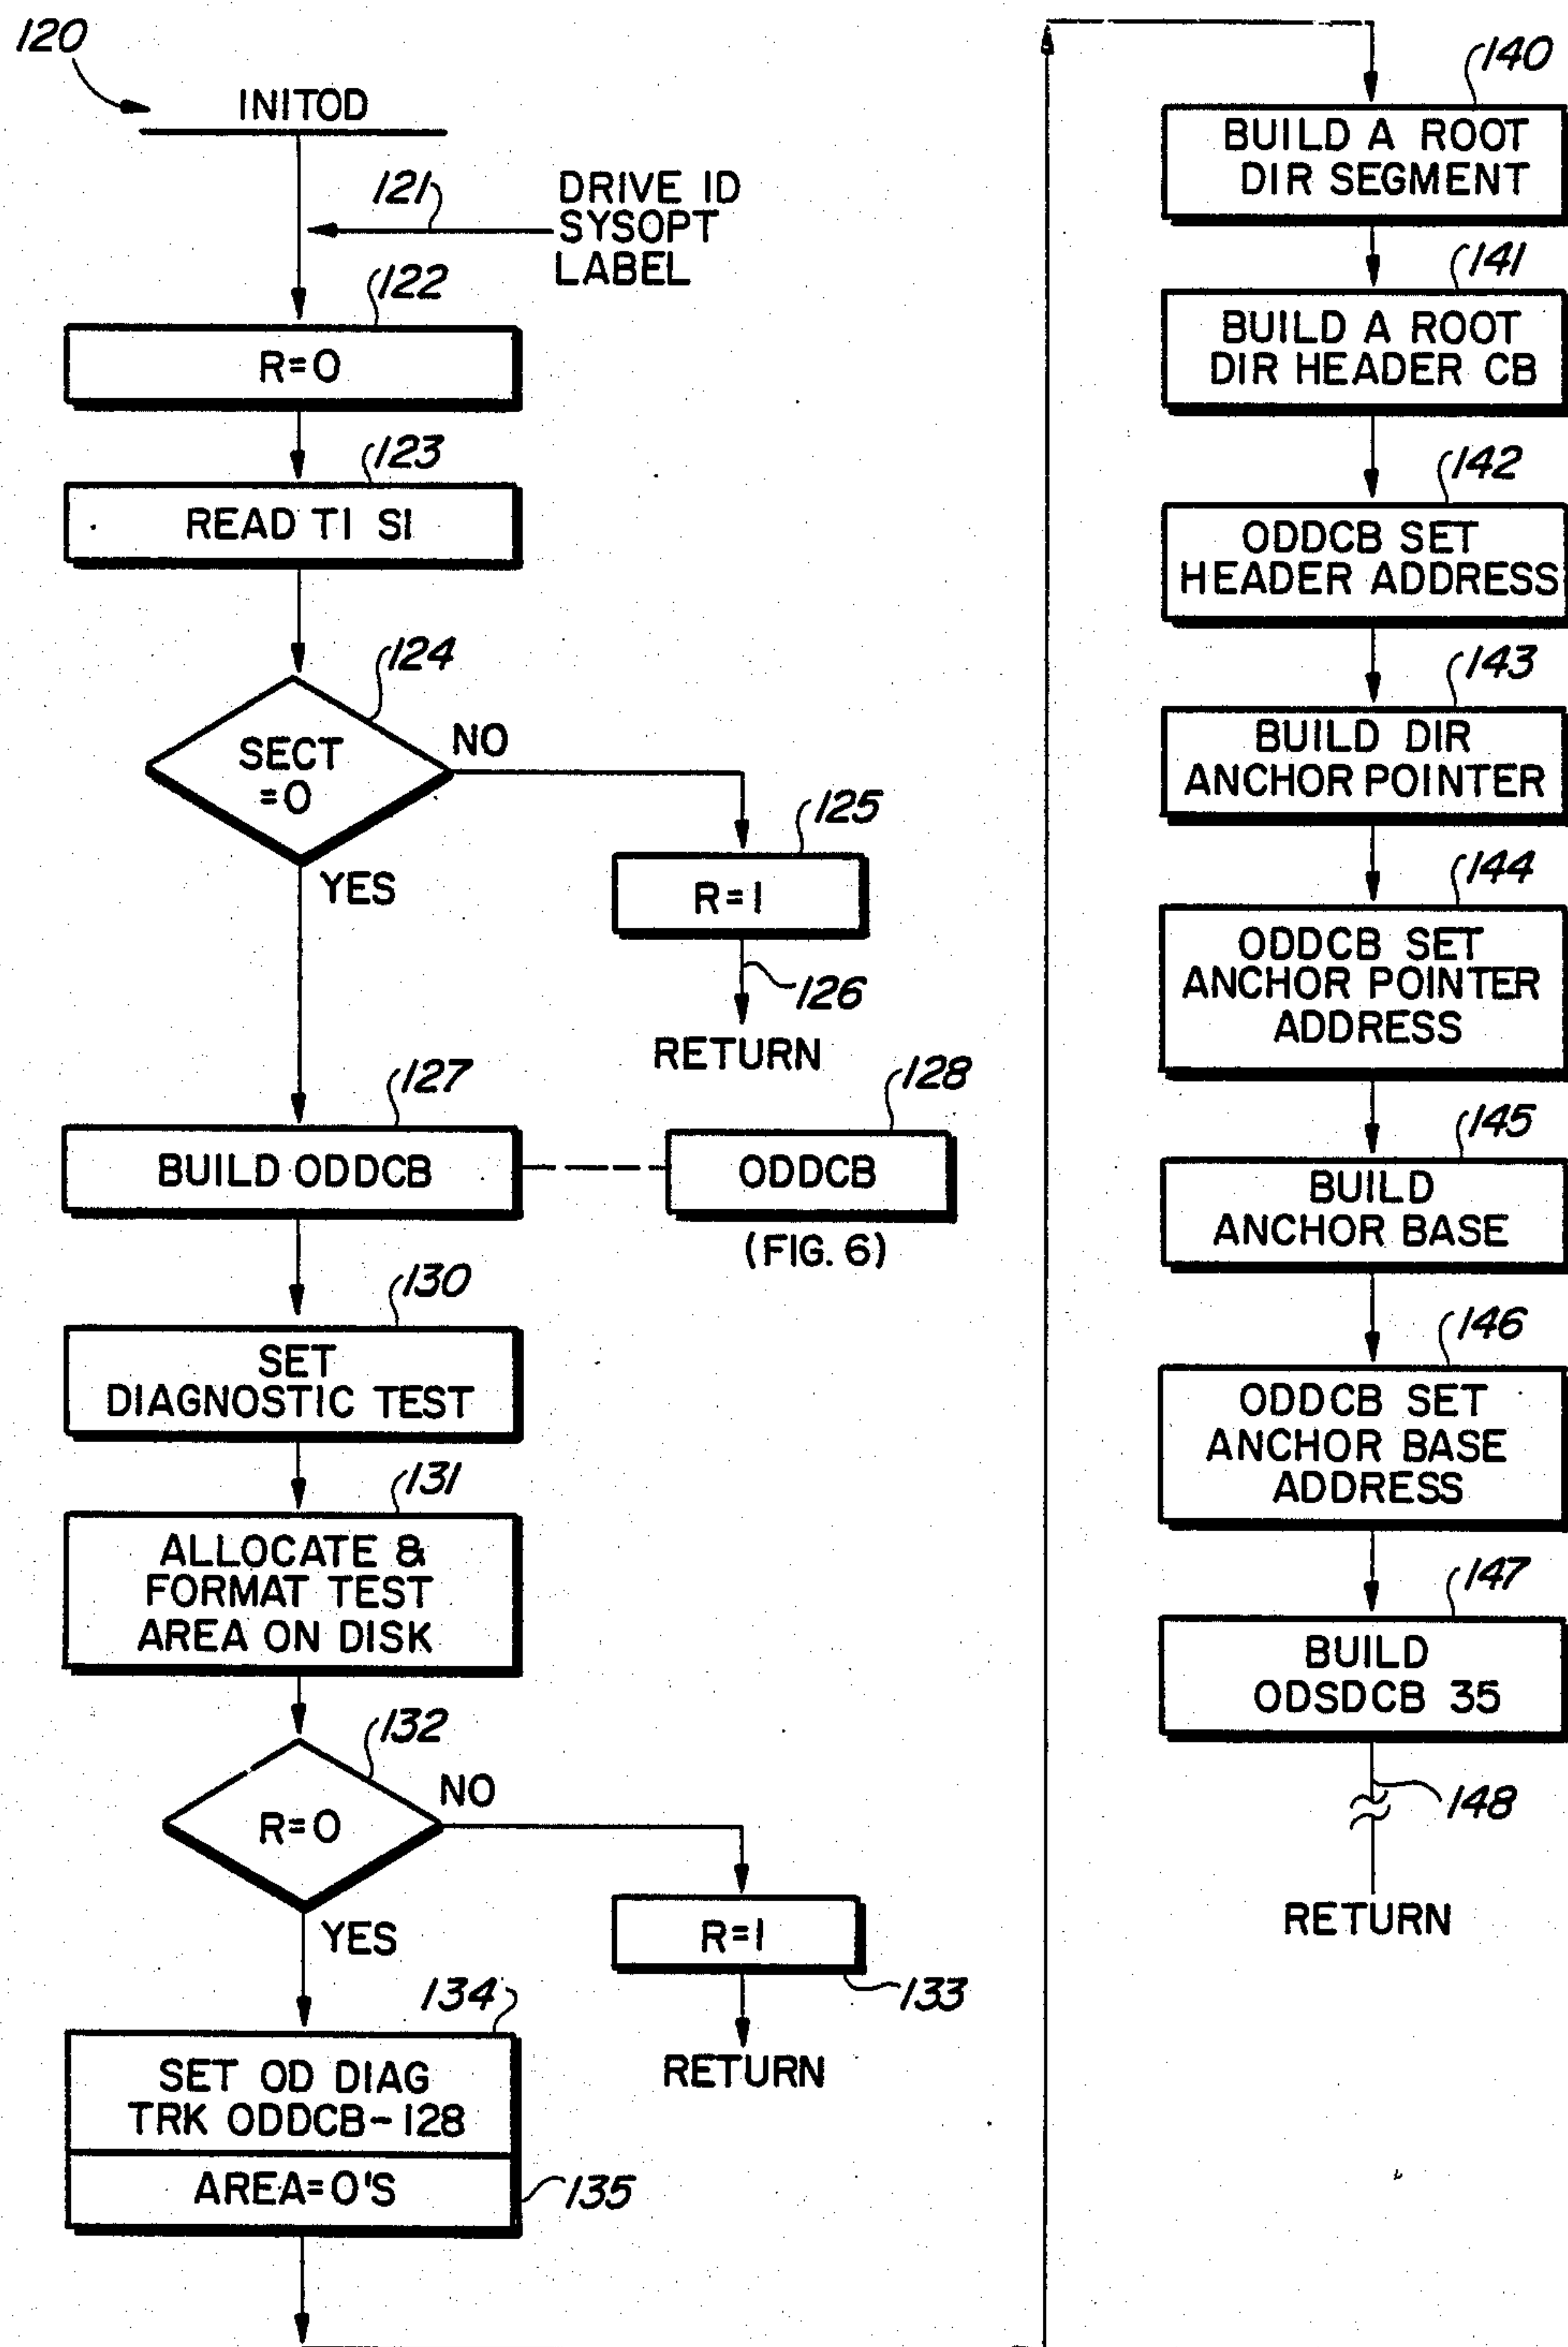 120
INITOD
121
DRIVE ID
SYSOPT
LABEL
122
R=0
123
READ T1 S1
124
SECT
=0
NO
YES
125
R=1
126
RETURN
127
BUILD ODDCB
128
ODDCB
(FIG. 6)
130
SET
DIAGNOSTIC TEST
131
ALLOCATE &
FORMAT TEST
AREA ON DISK
132
R=0
NO
YES
R=1
133
RETURN
134
SET OD DIAG
TRK ODDCB-128
AREA=0'S
135
140
BUILD A ROOT
DIR SEGMENT
141
BUILD A ROOT
DIR HEADER CB
142
ODDCB SET
HEADER ADDRESS
143
BUILD DIR
ANCHOR POINTER
144
ODDCB SET
ANCHOR POINTER
ADDRESS
145
BUILD
ANCHOR BASE
146
ODDCB SET
ANCHOR BASE
ADDRESS
147
BUILD
ODSDCB 35
148
RETURN